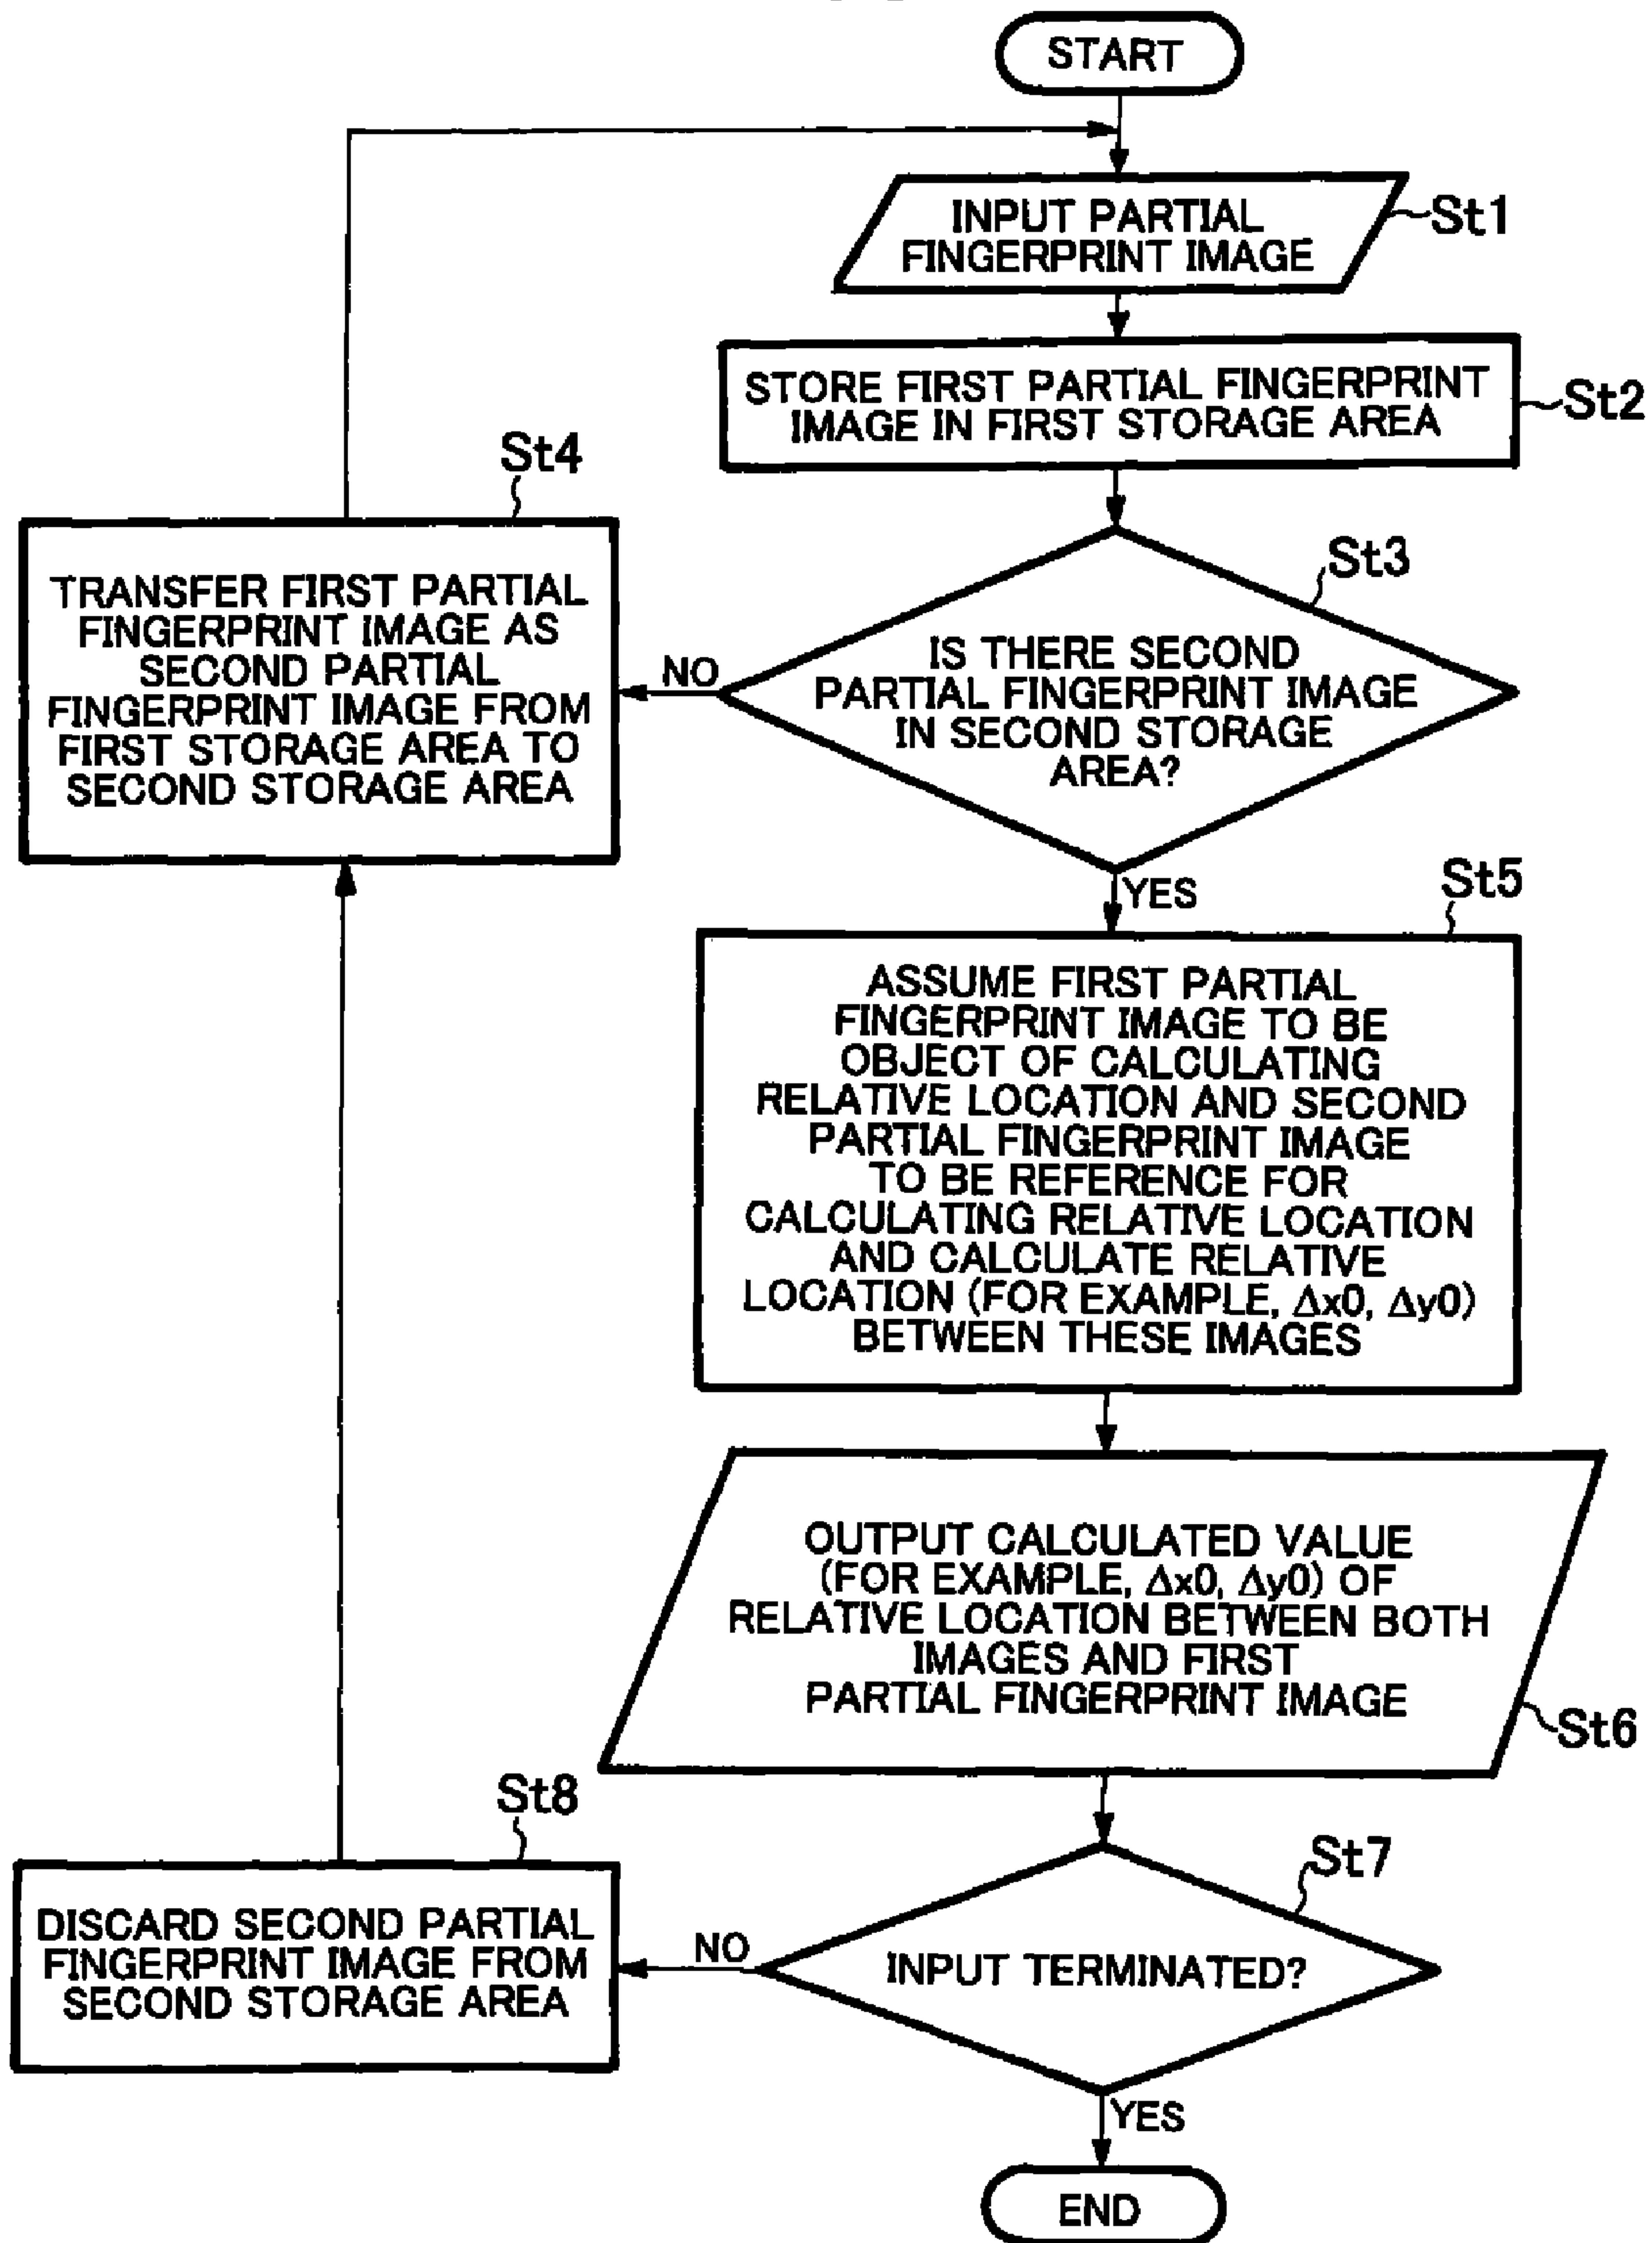 START
INPUT PARTIAL
FINGERPRINT IMAGE
St1
STORE FIRST PARTIAL FINGERPRINT
IMAGE IN FIRST STORAGE AREA
St2
St3
IS THERE SECOND
PARTIAL FINGERPRINT IMAGE
IN SECOND STORAGE
AREA?
NO
YES
St4
TRANSFER FIRST PARTIAL
FINGERPRINT IMAGE AS
SECOND PARTIAL
FINGERPRINT IMAGE FROM
FIRST STORAGE AREA TO
SECOND STORAGE AREA
St5
ASSUME FIRST PARTIAL
FINGERPRINT IMAGE TO BE
OBJECT OF CALCULATING
RELATIVE LOCATION AND SECOND
PARTIAL FINGERPRINT IMAGE
TO BE REFERENCE FOR
CALCULATING RELATIVE LOCATION
AND CALCULATE RELATIVE
LOCATION (FOR EXAMPLE, Δx0, Δy0)
BETWEEN THESE IMAGES
OUTPUT CALCULATED VALUE
(FOR EXAMPLE, Δx0, Δy0) OF
RELATIVE LOCATION BETWEEN BOTH
IMAGES AND FIRST
PARTIAL FINGERPRINT IMAGE
St6
St7
INPUT TERMINATED?
NO
YES
St8
DISCARD SECOND PARTIAL
FINGERPRINT IMAGE FROM
SECOND STORAGE AREA
END